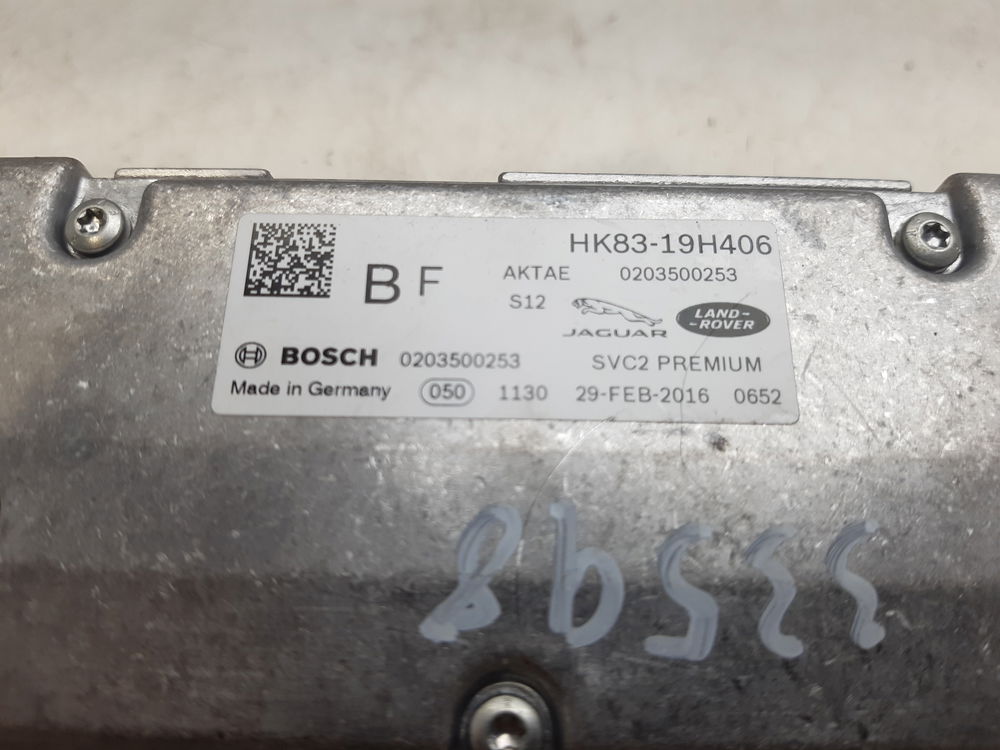 HK83-19H406
B F AKTAE 0203500253
S12 JAGUAR LAND-
-ROVER
BOSCH 0203500253 SVC2 PREMIUM
Made in Germany 050 1130 29-FEB-2016 0652